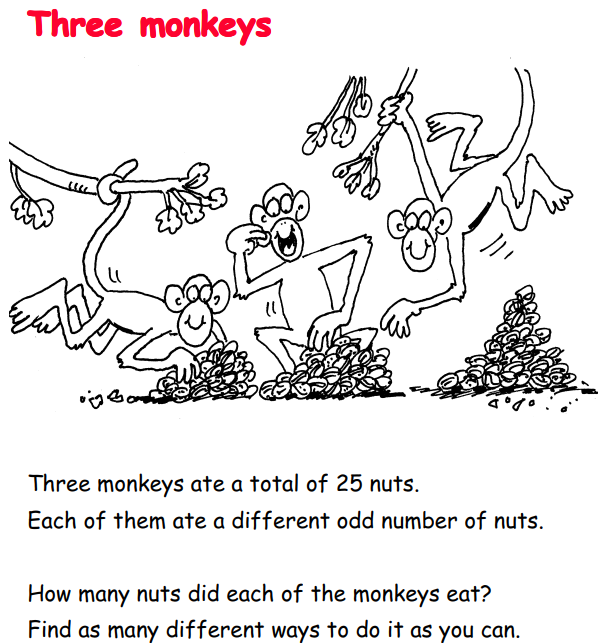 Three monkeys
Three monkeys ate a total of 25 nuts.
Each of them ate a different odd number of nuts.
How many nuts did each of the monkeys eat?
Find as many different ways to do it as you can.